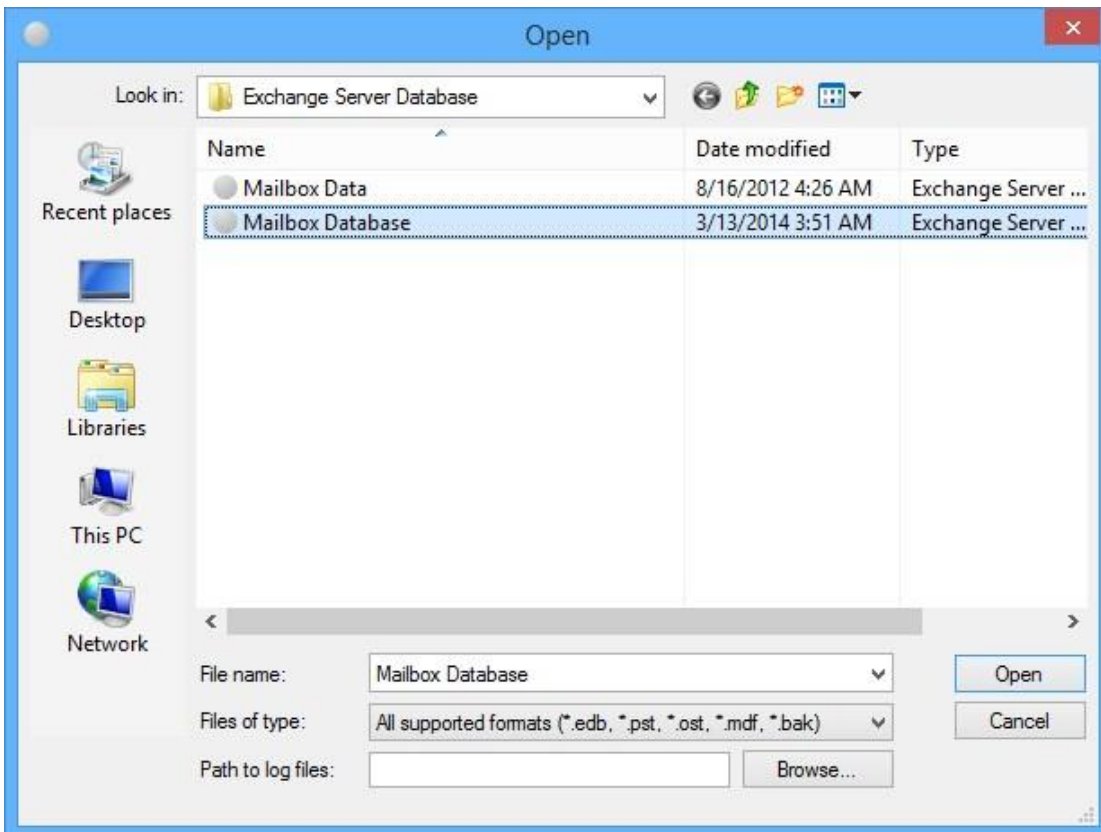 Open
Look in: Exchange Server Database
Name Date modified Type
Mailbox Data 8/16/2012 4:26 AM Exchange Server ...
Mailbox Database 3/13/2014 3:51 AM Exchange Server ...
Recent places
Desktop
Libraries
This PC
Network
File name: Mailbox Database Open
Files of type: All supported formats (*.edb, *.pst, *.ost, *.mdf, *.bak) Cancel
Path to log files: Browse...